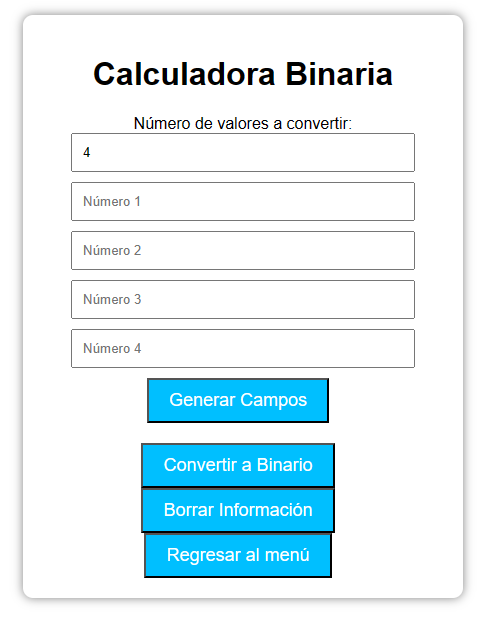 Calculadora Binaria
Número de valores a convertir:
4
Número 1
Número 2
Número 3
Número 4
Generar Campos
Convertir a Binario
Borrar Información
Regresar al menú